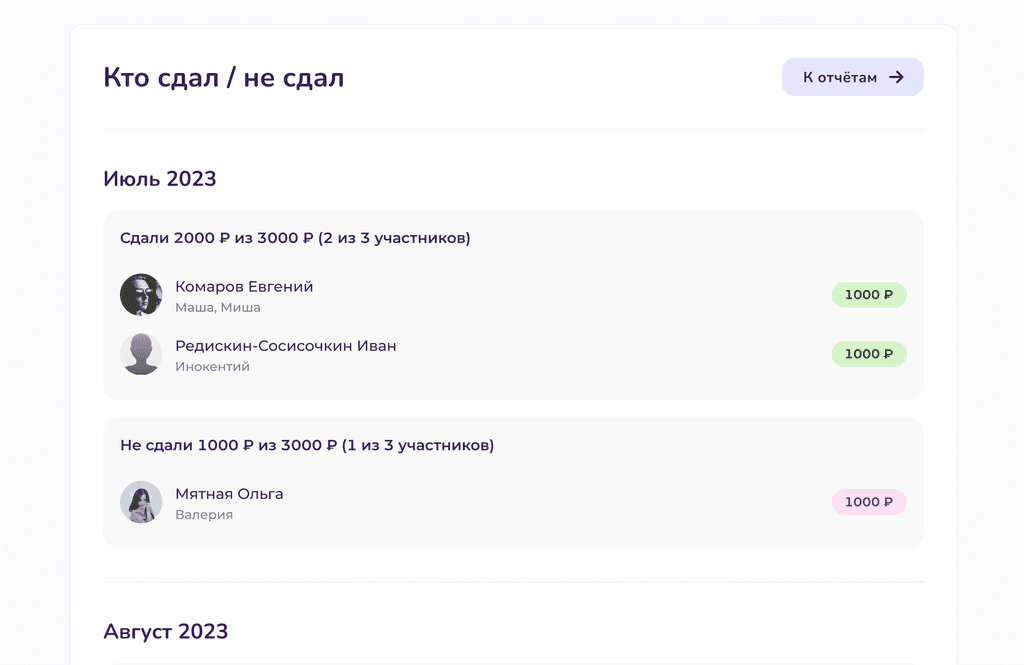 Кто сдал / не сдал
К отчётам →
Июль 2023
Сдали 2000 ₽ из 3000 ₽ (2 из 3 участников)
Комаров Евгений
Маша, Миша
1000 ₽
Редискин-Сосисочкин Иван
Инокентий
1000 ₽
Не сдали 1000 ₽ из 3000 ₽ (1 из 3 участников)
Мятная Ольга
Валерия
1000 ₽
Август 2023